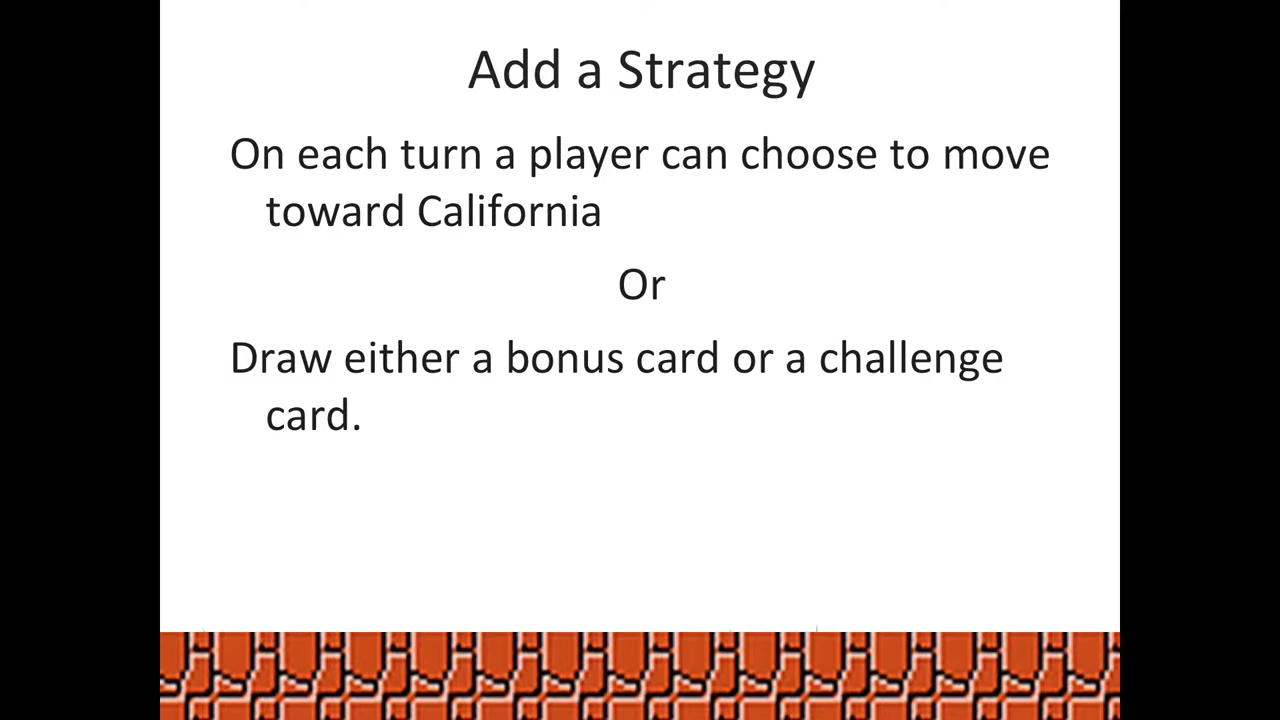 Add a Strategy
On each turn a player can choose to move
toward California
Or
Draw either a bonus card or a challenge
card.